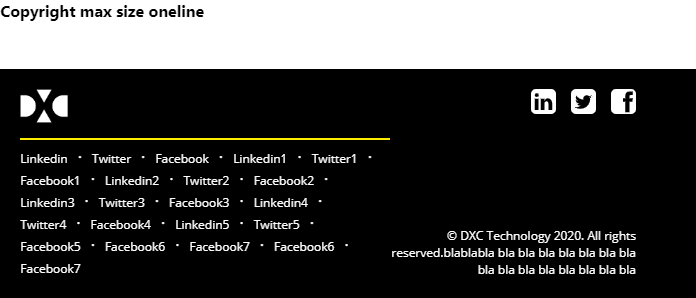 Copyright max size oneline
DXC
Linkedin · Twitter · Facebook · Linkedin1 · Twitter1 ·
Facebook1 · Linkedin2 · Twitter2 · Facebook2 ·
Linkedin3 · Twitter3 · Facebook3 · Linkedin4 ·
Twitter4 · Facebook4 · Linkedin5 · Twitter5 ·
Facebook5 · Facebook6 · Facebook7 · Facebook6 ·
Facebook7
© DXC Technology 2020. All rights
reserved.blablabla bla bla bla bla bla bla bla
bla bla bla bla bla bla bla bla